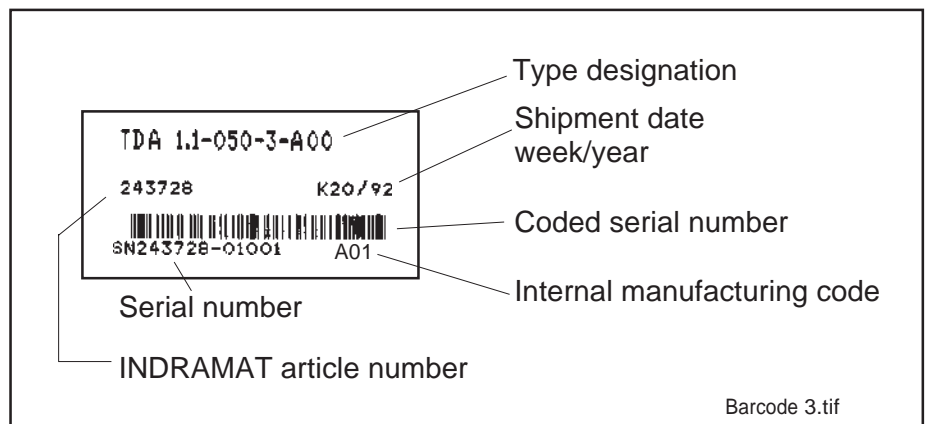 Type designation
Shipment date
week/year
TDA 1.1-050-3-A00
243728 K20/92
Coded serial number
SN243728-01001 A01
Internal manufacturing code
Serial number
INDRAMAT article number
Barcode 3.tif